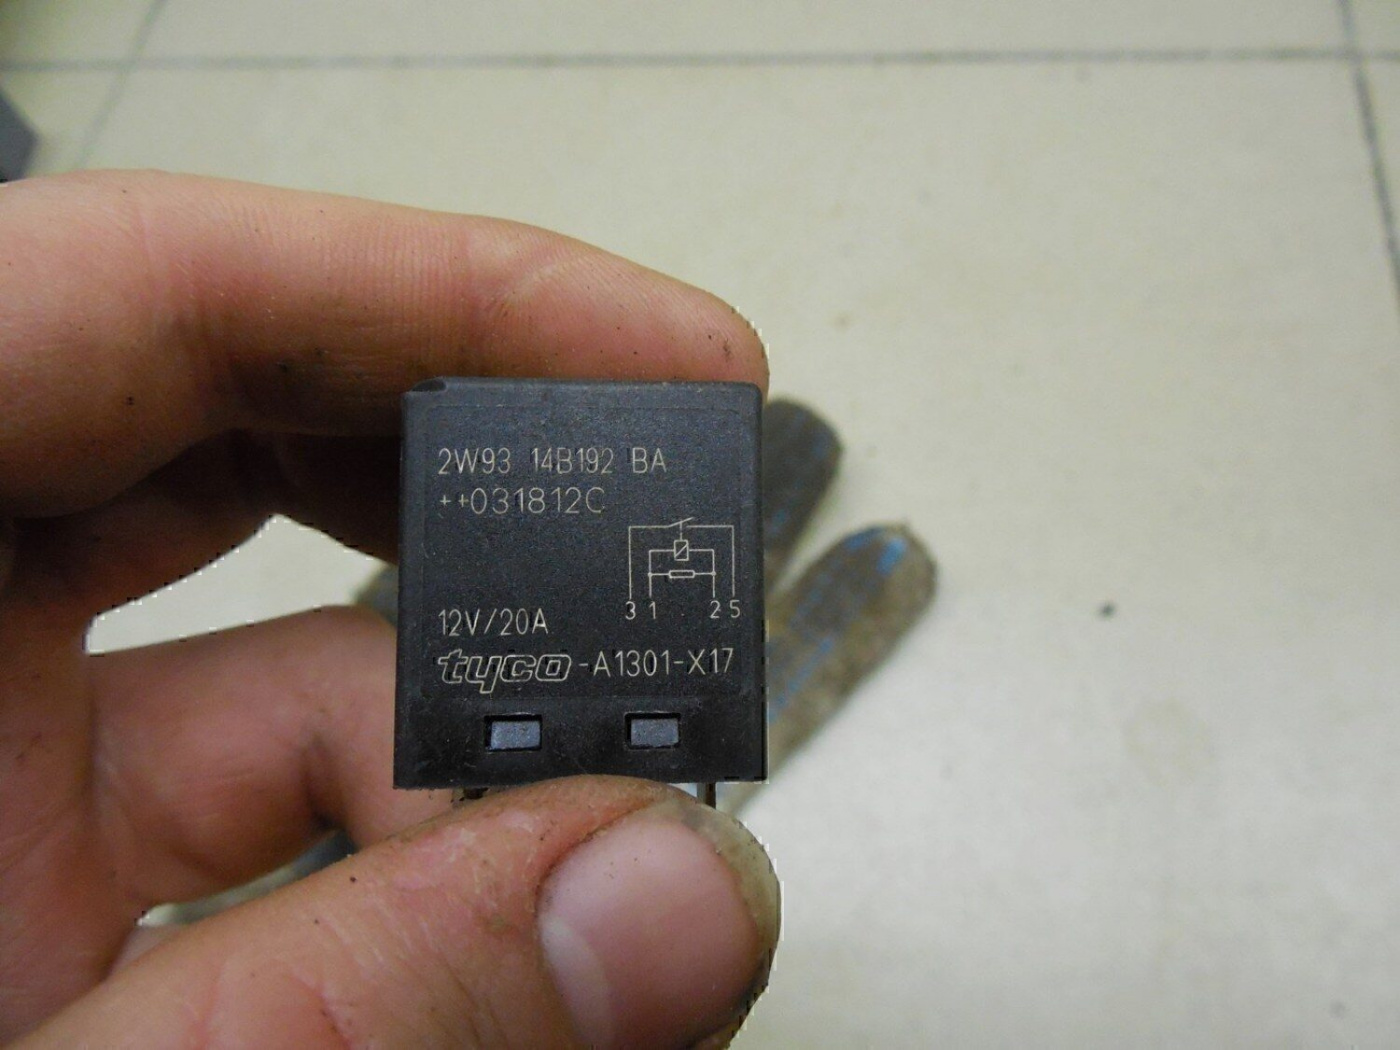 2W93 14B192 BA
++031812C
3 1 2 5
12V/20A
tyco -A1301-X17